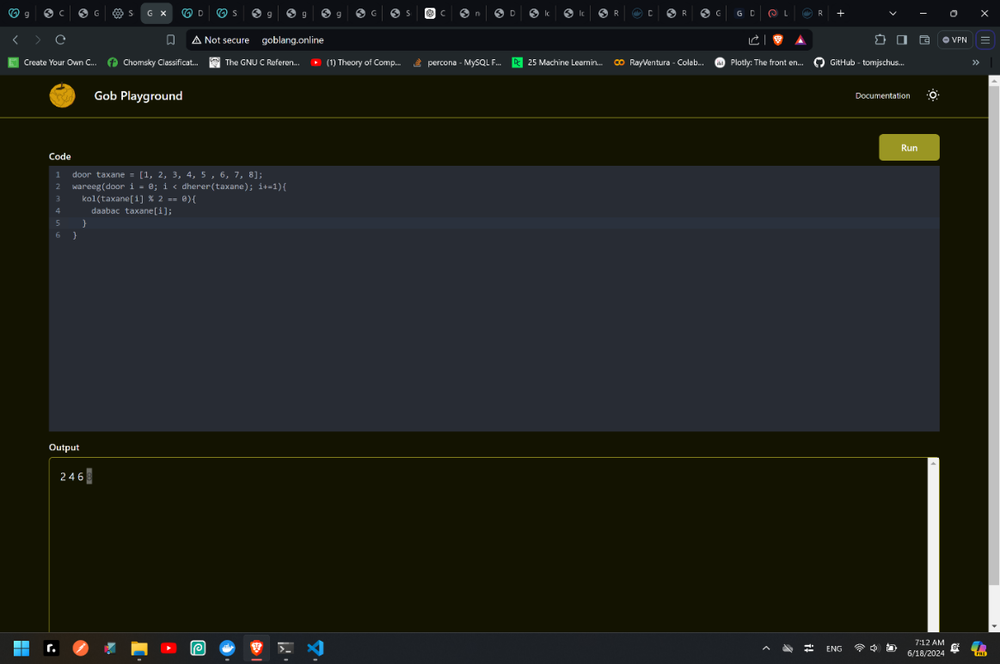 g C G S G D S g g g G S C n D Ic Ic R D R G D L R
Not secure goblang.online VPN
Create Your Own C... Chomsky Classificat... The GNU C Referen... (1) Theory of Comp... percona - MySQL F... 25 Machine Learnin... RayVentura - Colab... Plotly: The front en... GitHub - tomjschus... »
Gob Playground Documentation
Run
Code
1 door taxane = [1, 2, 3, 4, 5 , 6, 7, 8];
2 wareeg(door i = 0; i < dherer(taxane); i+=1){
3 kol(taxane[i] % 2 == 0){
4 daabac taxane[i];
5 }
6 }
Output
2 4 6
ENG 7:12 AM
6/18/2024